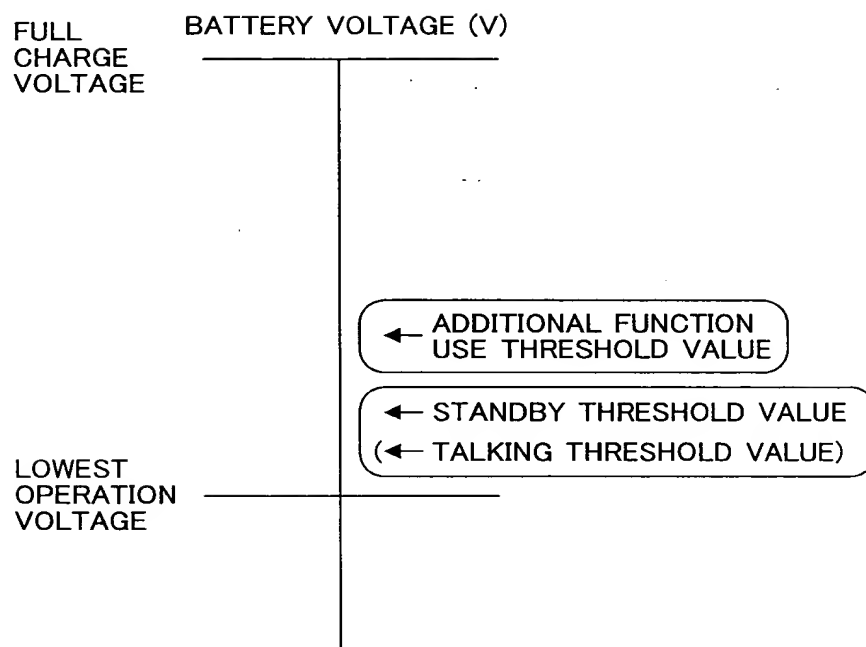 BATTERY VOLTAGE (V)
FULL
CHARGE
VOLTAGE
← ADDITIONAL FUNCTION
USE THRESHOLD VALUE
← STANDBY THRESHOLD VALUE
(← TALKING THRESHOLD VALUE)
LOWEST
OPERATION
VOLTAGE